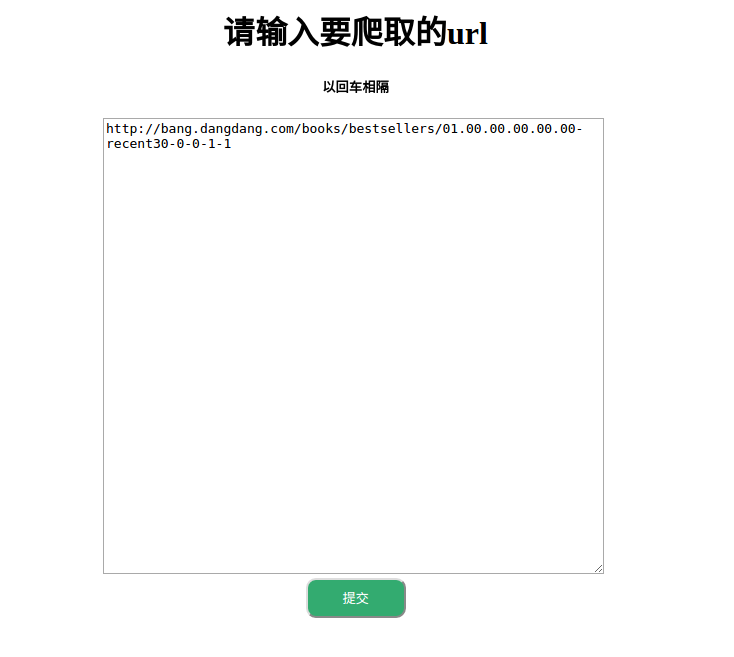 请输入要爬取的url
以回车相隔
http://bang.dangdang.com/books/bestsellers/01.00.00.00.00.00-
recent30-0-0-1-1
提交